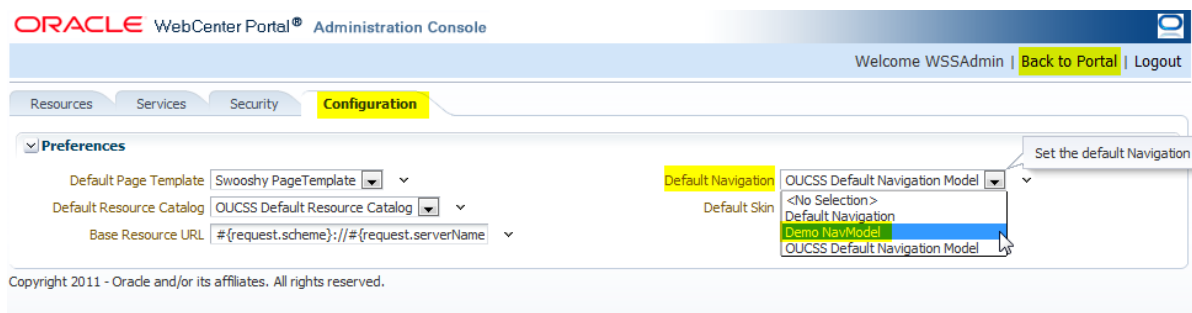 ORACLE WebCenter Portal® Administration Console
Welcome WSSAdmin | Back to Portal | Logout
Resources Services Security Configuration
Preferences
Set the default Navigation
Default Page Template Swooshy PageTemplate
Default Navigation OUCSS Default Navigation Model
Default Resource Catalog OUCSS Default Resource Catalog
Default Skin
<No Selection>
Default Navigation
Demo NavModel
OUCSS Default Navigation Model
Base Resource URL #{request.scheme}://#{request.serverName
Copyright 2011 - Oracle and/or its affiliates. All rights reserved.